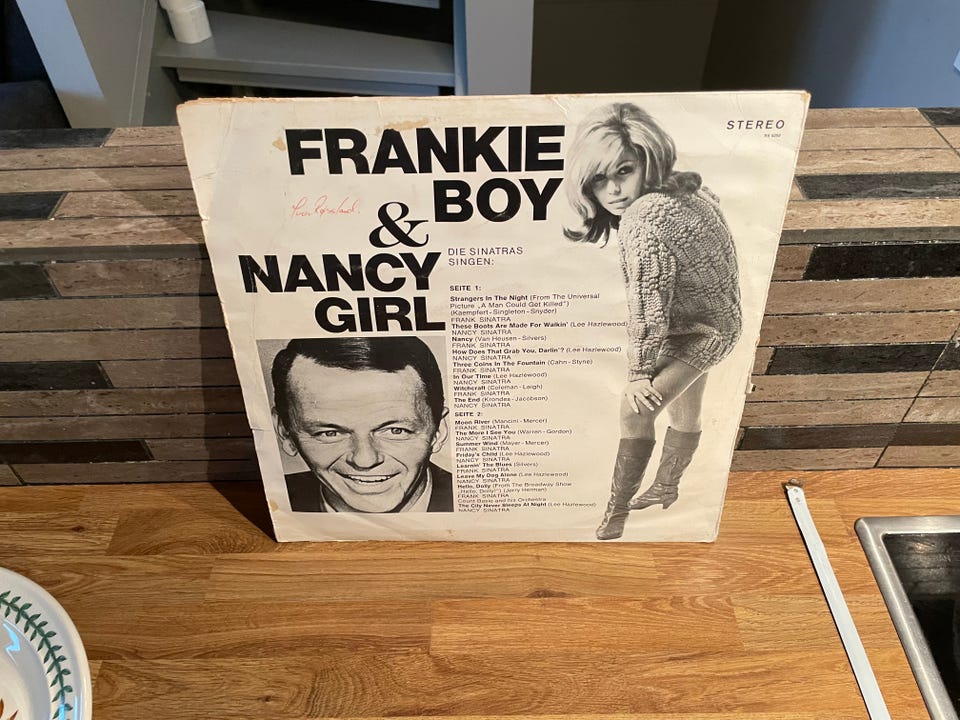 STEREO
FRANKIE
BOY
&
NANCY
GIRL
DIE SINATRAS
SINGEN:
SEITE 1:
Strangers In The Night (From The Universal
Picture „A Man Could Get Killed")
(Kaempfert-Singleton-Snyder)
FRANK SINATRA
These Boots Are Made For Walkin' (Lee Hazlewood)
NANCY SINATRA
Nancy (Van Heusen-Silvers)
FRANK SINATRA
How Does That Grab You, Darlin'? (Lee Hazlewood)
NANCY SINATRA
Three Coins In The Fountain (Cahn-Styne)
FRANK SINATRA
In Our Time (Lee Hazlewood)
NANCY SINATRA
Witchcraft (Coleman-Leigh)
FRANK SINATRA
The End (Krondes-Jacobson)
NANCY SINATRA
SEITE 2:
Moon River (Mancini-Mercer)
FRANK SINATRA
The More I See You (Warren-Gordon)
NANCY SINATRA
Summer Wind (Mayer-Mercer)
FRANK SINATRA
Friday's Child (Lee Hazlewood)
NANCY SINATRA
Learnin' The Blues (Silvers)
FRANK SINATRA
Leave My Dog Alone (Lee Hazlewood)
NANCY SINATRA
Hello, Dolly (From The Broadway Show
„Hello, Dolly!") (Jerry Herman)
FRANK SINATRA
Count Basie and his Orchestra
The City Never Sleeps At Night (Lee Hazlewood)
NANCY SINATRA